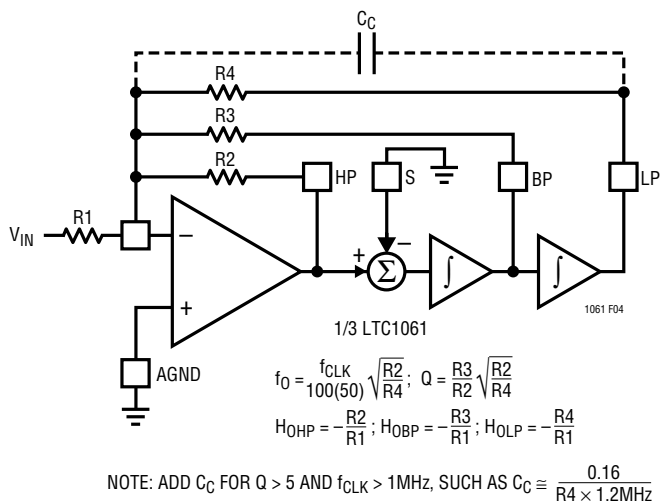 C_C
R4
R3
R2
HP
S
BP
LP
R1
V_IN
−
+
+
−
Σ
∫
∫
1061 F04
1/3 LTC1061
AGND
f_O = f_CLK/100(50) √(R2/R4) ; Q = R3/R2 √(R2/R4)
H_OHP = −R2/R1 ; H_OBP = −R3/R1 ; H_OLP = −R4/R1
NOTE: ADD C_C FOR Q > 5 AND f_CLK > 1MHz, SUCH AS C_C ≅ 0.16/(R4 × 1.2MHz)